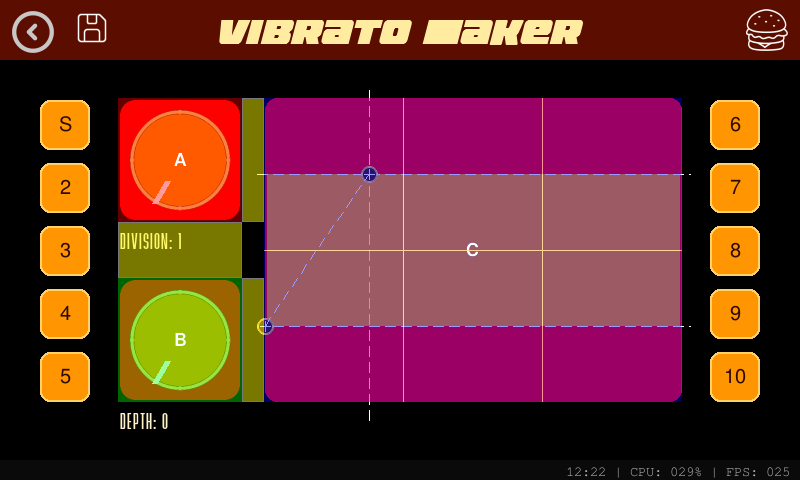 VIBRATO MAKER
S
2
3
4
5
A
DIVISION: 1
B
DEPTH: 0
C
6
7
8
9
10
12:22 | CPU: 029% | FPS: 025